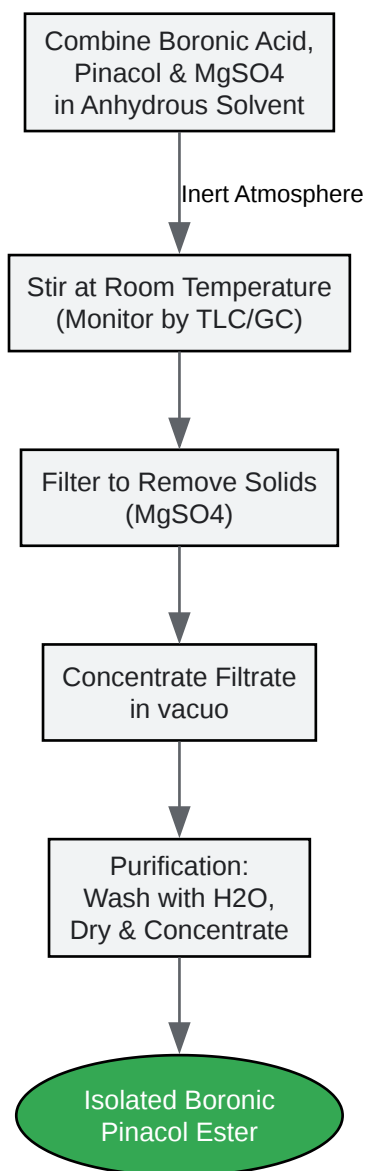 Combine Boronic Acid,
Pinacol & MgSO4
in Anhydrous Solvent
Inert Atmosphere
Stir at Room Temperature
(Monitor by TLC/GC)
Filter to Remove Solids
(MgSO4)
Concentrate Filtrate
in vacuo
Purification:
Wash with H2O,
Dry & Concentrate
Isolated Boronic
Pinacol Ester